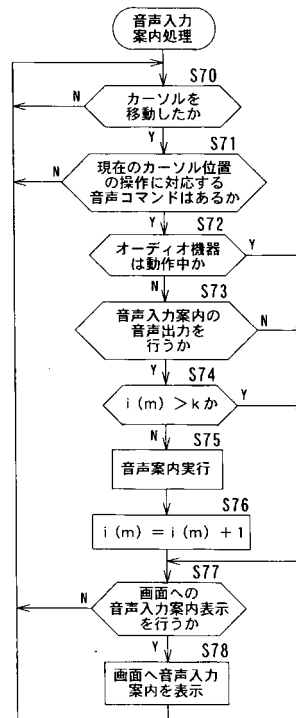 音声入力
案内処理
S70
N
カーソルを
移動したか
Y
S71
N
現在のカーソル位置
の操作に対応する
音声コマンドはあるか
Y
S72
オーディオ機器
は動作中か
Y
N
S73
音声入力案内の
音声出力を
行うか
N
Y
S74
i(m)>kか
Y
N
S75
音声案内実行
S76
i(m)=i(m)+1
S77
N
画面への
音声入力案内表示
を行うか
Y
S78
画面へ音声入力
案内を表示